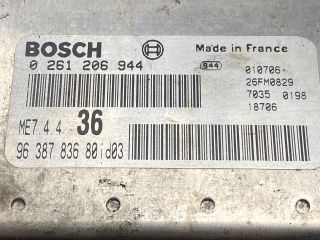 BOSCH Made in France
0 261 206 944 944 010706
26FM0829
7035 0198
ME7 4.4 36 18706
96 387 836 80 id03